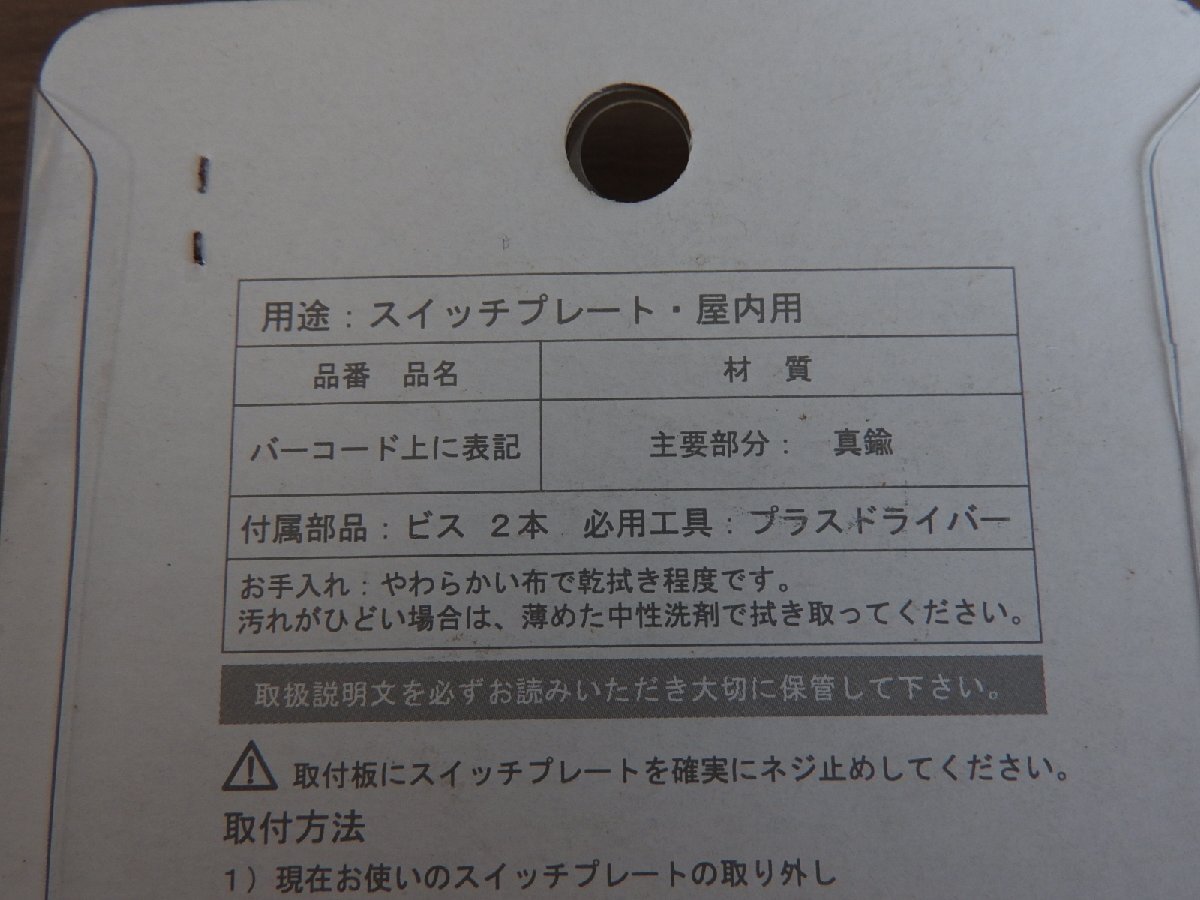 用途：スイッチプレート・屋内用
品番 品名
材 質
バーコード上に表記
主要部分： 真鍮
付属部品：ビス ２本 必用工具：プラスドライバー
お手入れ：やわらかい布で乾拭き程度です。
汚れがひどい場合は、薄めた中性洗剤で拭き取ってください。
取扱説明文を必ずお読みいただき大切に保管して下さい。
取付板にスイッチプレートを確実にネジ止めしてください。
取付方法
１）現在お使いのスイッチプレートの取り外し